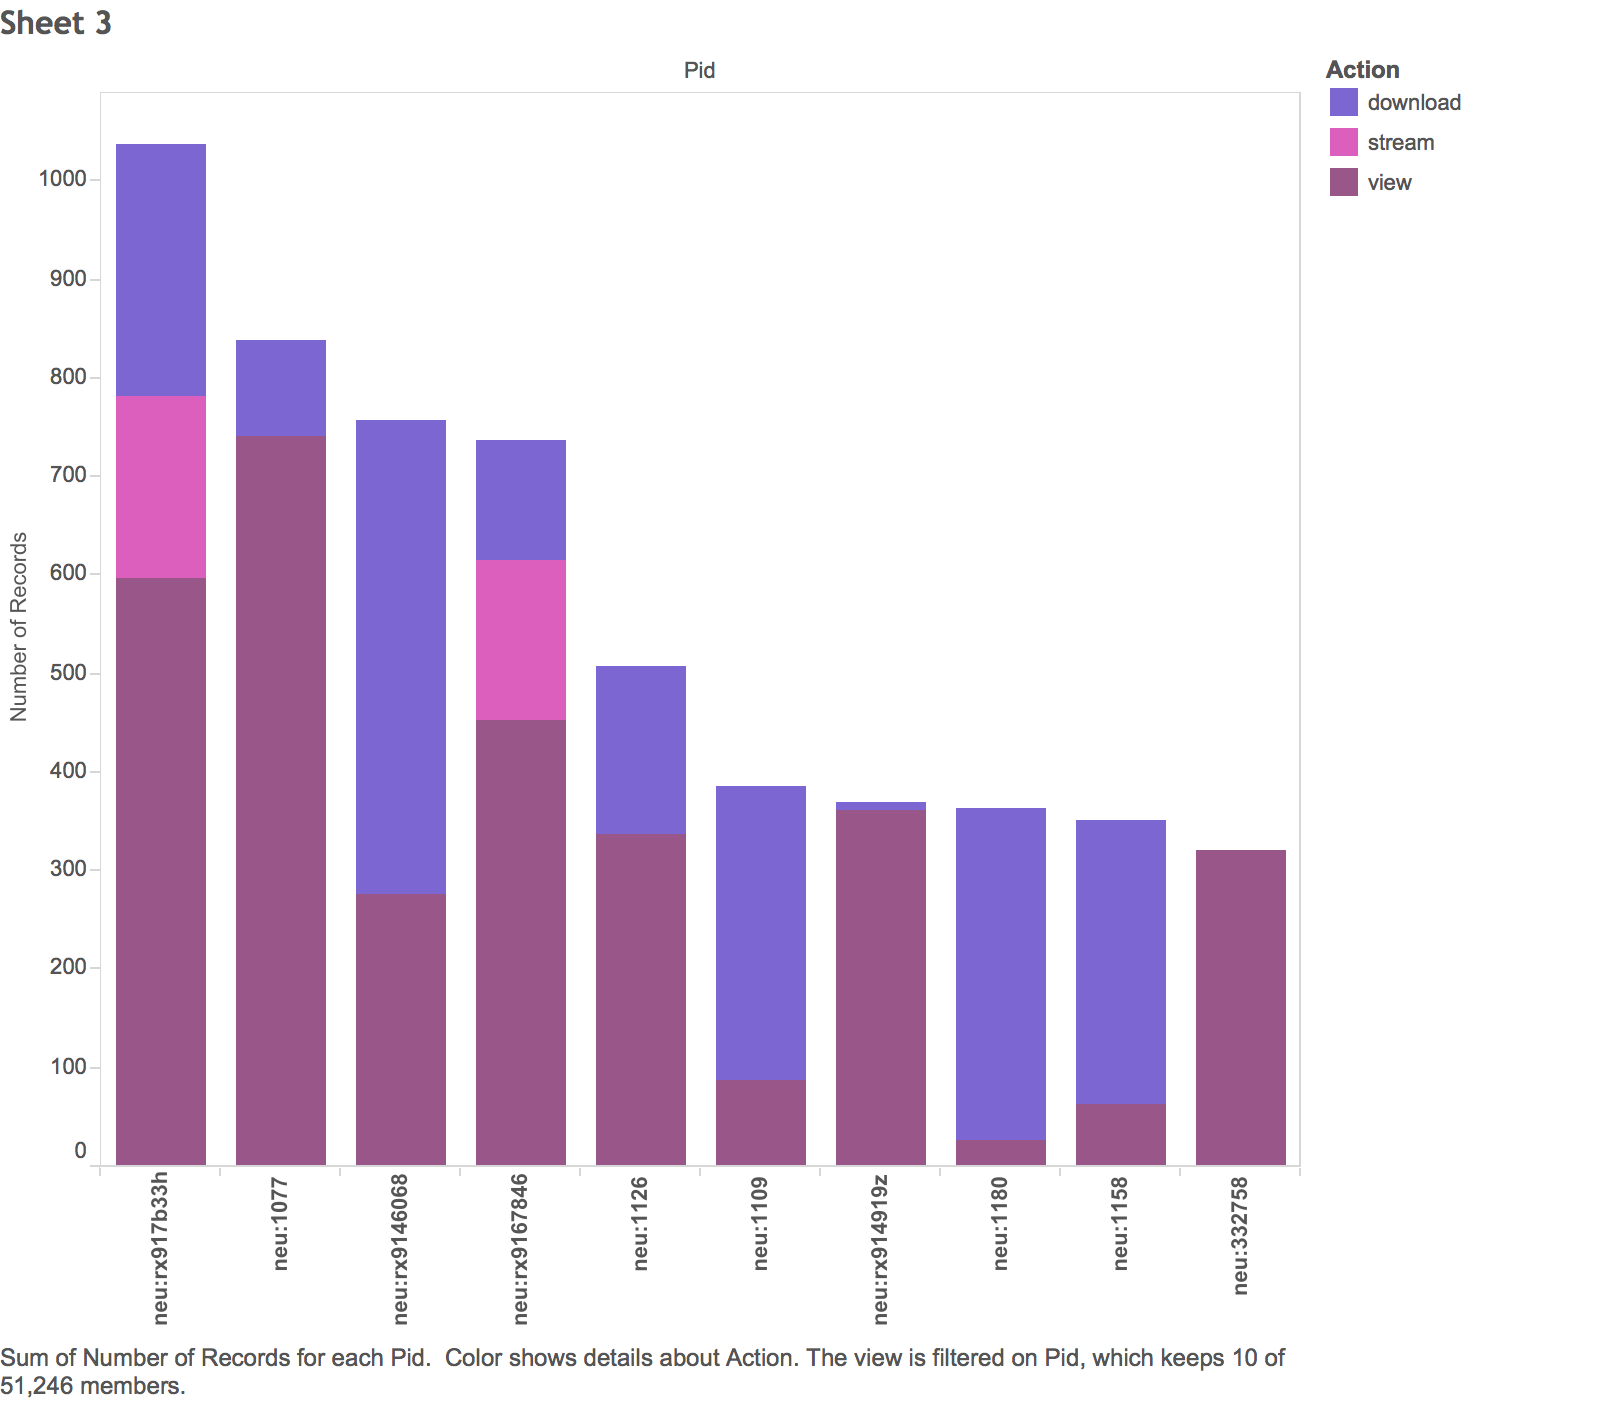 Sheet 3
Pid
Action
download
stream
view
1000
900
800
700
600
500
400
300
200
100
0
Number of Records
neu:rx917b33h
neu:1077
neu:rx9146068
neu:rx9167846
neu:1126
neu:1109
neu:rx914919z
neu:1180
neu:1158
neu:332758
Sum of Number of Records for each Pid.  Color shows details about Action. The view is filtered on Pid, which keeps 10 of
51,246 members.